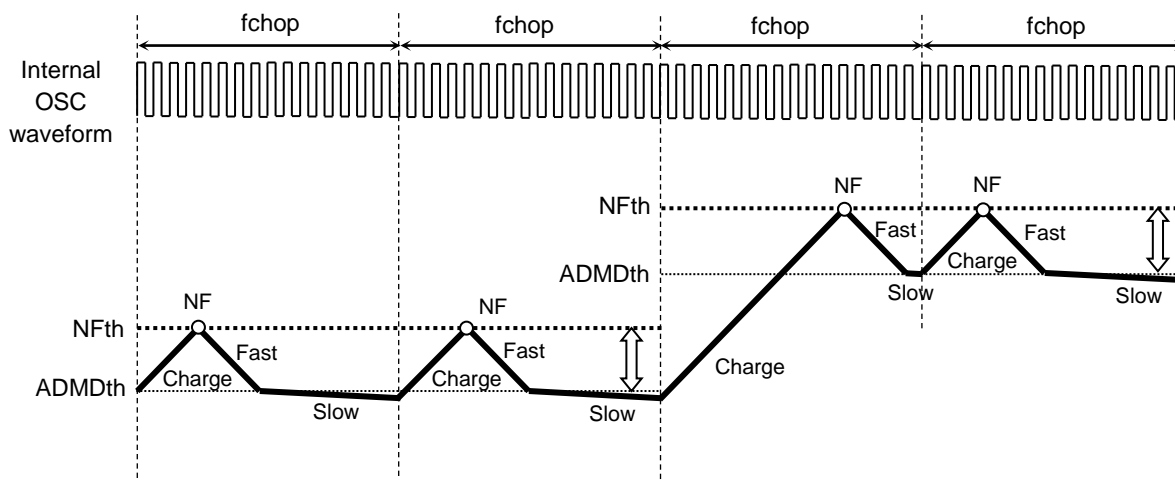 fchop fchop fchop fchop
Internal
OSC
waveform
NF NF
NFth
Fast Fast
Charge
ADMDth
Slow Slow
Charge
NF NF
NFth
Fast Fast
Charge Charge
ADMDth
Slow Slow